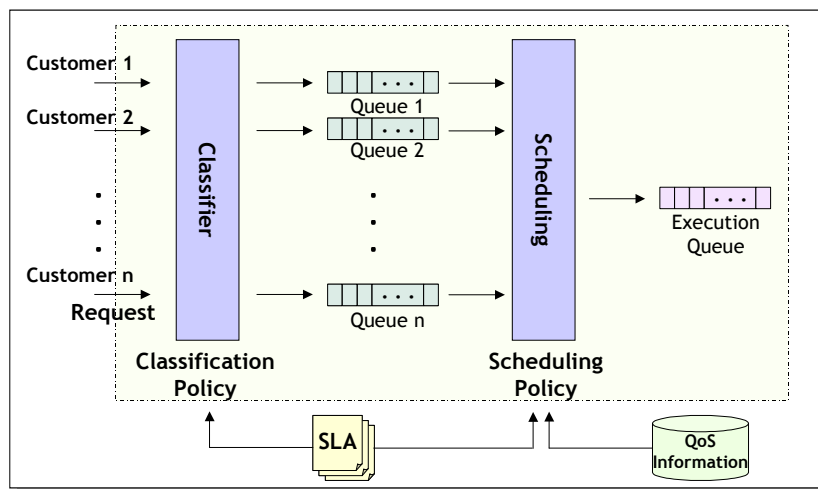 Customer 1
Queue 1
Customer 2
Queue 2
Classifier
Scheduling
Execution
Queue
Customer n
Request
Queue n
Classification
Policy
Scheduling
Policy
SLA
QoS
Information